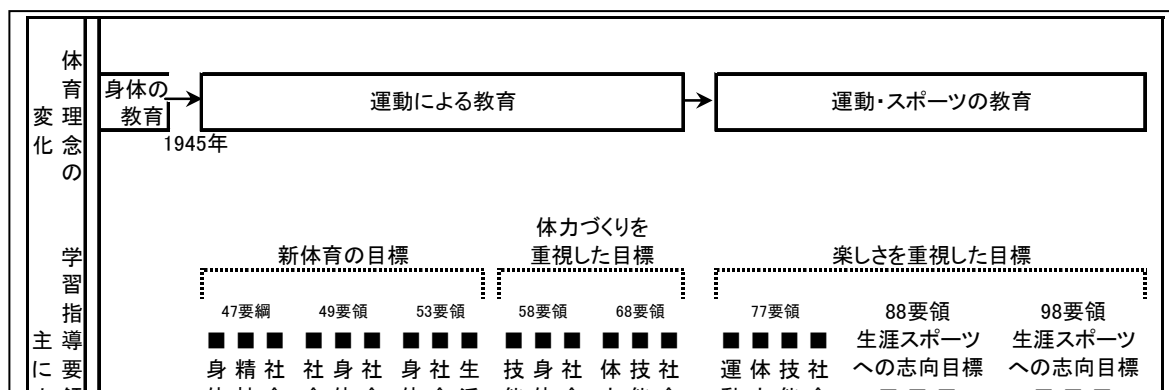 体育理念の
変化
身体の
教育
運動による教育
運動・スポーツの教育
1945年
学習指導要
主に
新体育の目標
体力づくりを
重視した目標
楽しさを重視した目標
47要綱 49要領 53要領 58要領 68要領 77要領 88要領 98要領
■ ■ ■ ■ ■ ■ ■ ■ ■ ■ ■ ■ ■ ■ ■ ■ ■ ■ ■ 生涯スポーツ 生涯スポーツ
身 精 社 社 身 社 身 社 生 技 身 社 体 技 社 運 体 技 社 への志向目標 への志向目標